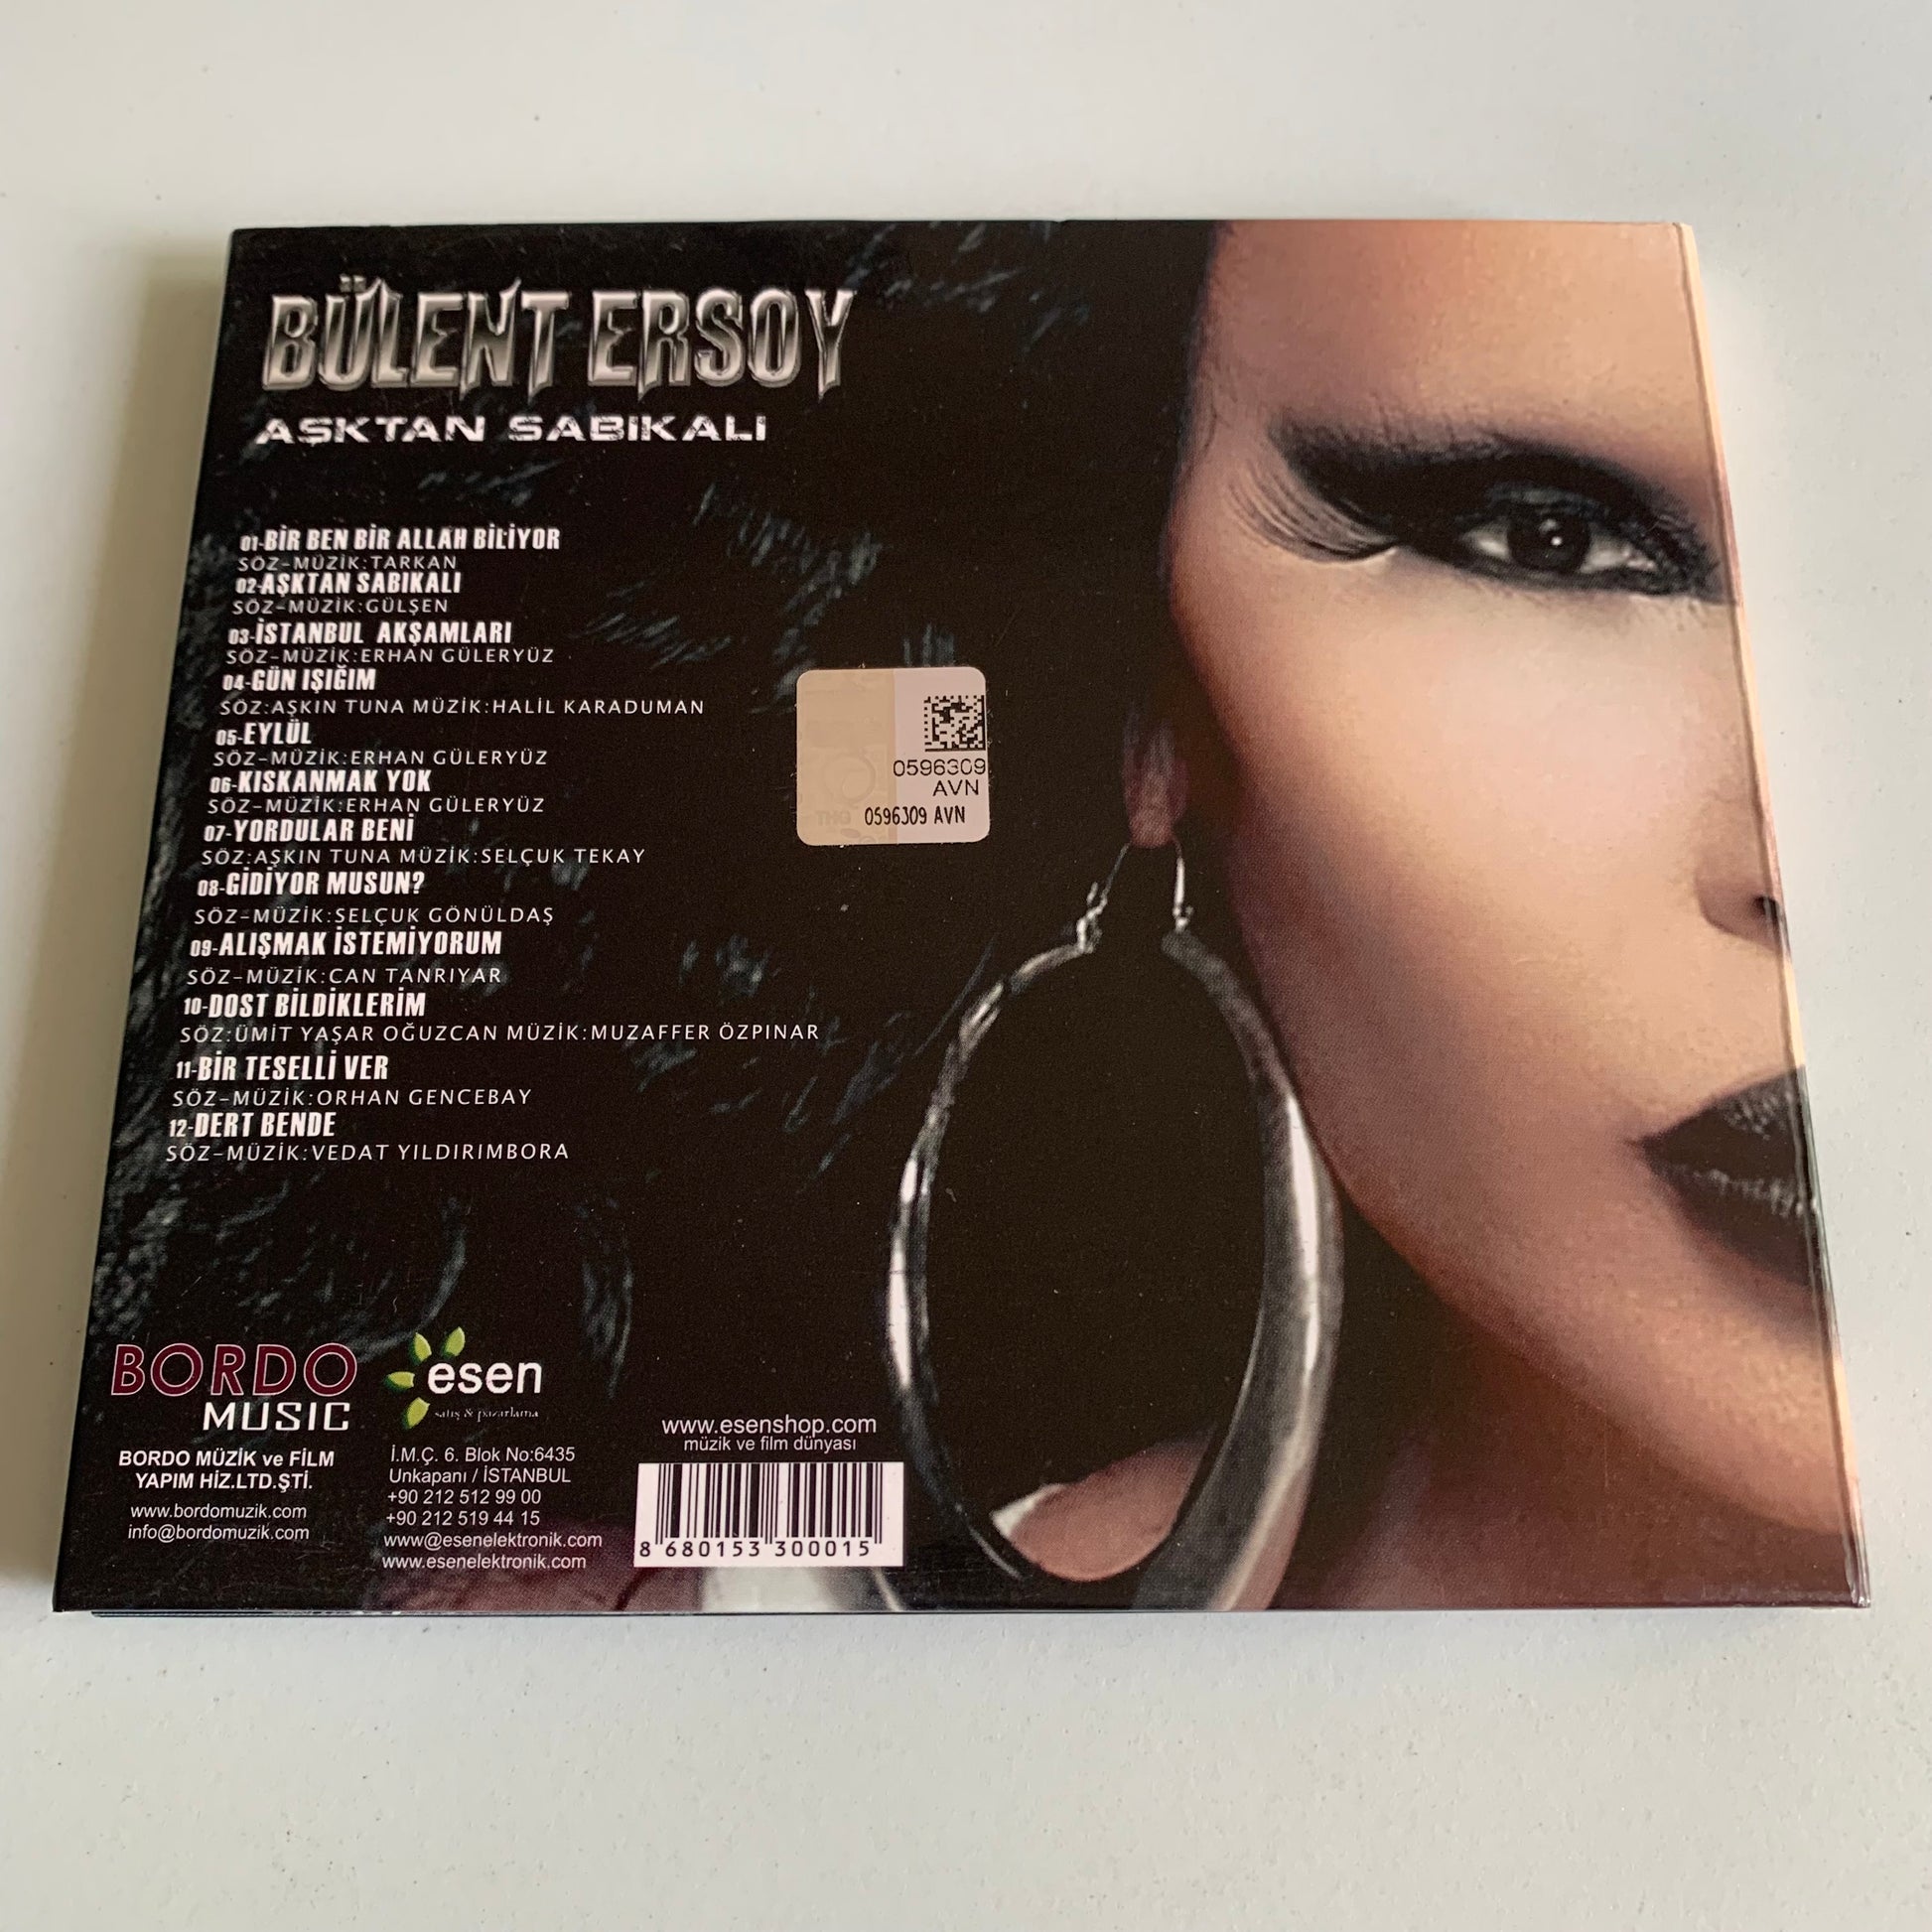 BÜLENT ERSOY
AŞKTAN SABIKALI
01-BİR BEN BİR ALLAH BİLİYOR
SÖZ-MÜZİK:TARKAN
02-AŞKTAN SABIKALI
SÖZ-MÜZİK:GÜLŞEN
03-İSTANBUL AKŞAMLARI
SÖZ-MÜZİK:ERHAN GÜLERYÜZ
04-GÜN IŞIĞIM
SÖZ:AŞKIN TUNA MÜZİK:HALİL KARADUMAN
05-EYLÜL
SÖZ-MÜZİK:ERHAN GÜLERYÜZ
06-KISKANMAK YOK
SÖZ-MÜZİK:ERHAN GÜLERYÜZ
07-YORDULAR BENİ
SÖZ:AŞKIN TUNA MÜZİK:SELÇUK TEKAY
08-GİDİYOR MUSUN?
SÖZ-MÜZİK:SELÇUK GÖNÜLDAŞ
09-ALIŞMAK İSTEMİYORUM
SÖZ-MÜZİK:CAN TANRIYAR
10-DOST BİLDİKLERİM
SÖZ:ÜMİT YAŞAR OĞUZCAN MÜZİK:MUZAFFER ÖZPINAR
11-BİR TESELLİ VER
SÖZ-MÜZİK:ORHAN GENCEBAY
12-DERT BENDE
SÖZ-MÜZİK:VEDAT YILDIRIMBORA
0596309
AVN
0596309 AVN
BORDO
MUSIC
BORDO MÜZİK ve FİLM
YAPIM HİZ.LTD.ŞTİ.
www.bordomuzik.com
info@bordomuzik.com
esen
satış & pazarlama
İ.M.Ç. 6. Blok No:6435
Unkapanı / İSTANBUL
+90 212 512 99 00
+90 212 519 44 15
www@esenelektronik.com
www.esenelektronik.com
www.esenshop.com
müzik ve film dünyası
8 680153 300015